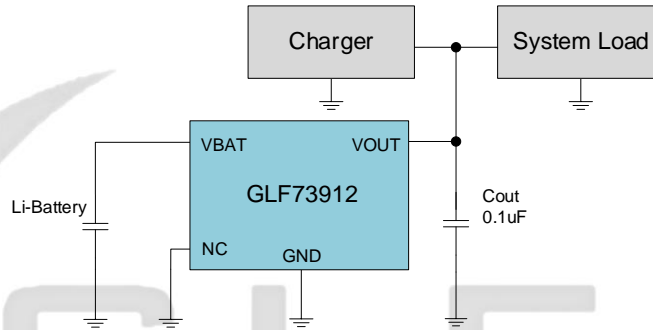 Charger
System Load
VBAT
VOUT
GLF73912
Li-Battery
Cout
0.1uF
NC
GND